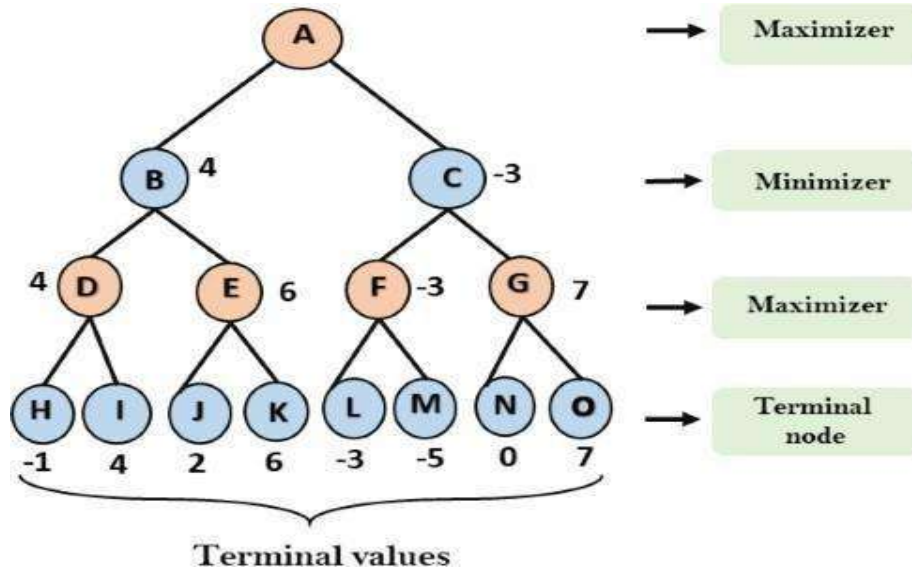 A
Maximizer
B 4
C -3
Minimizer
4 D
E 6
F -3
G 7
Maximizer
H I J K L M N O
Terminal
node
-1 4 2 6 -3 -5 0 7
Terminal values